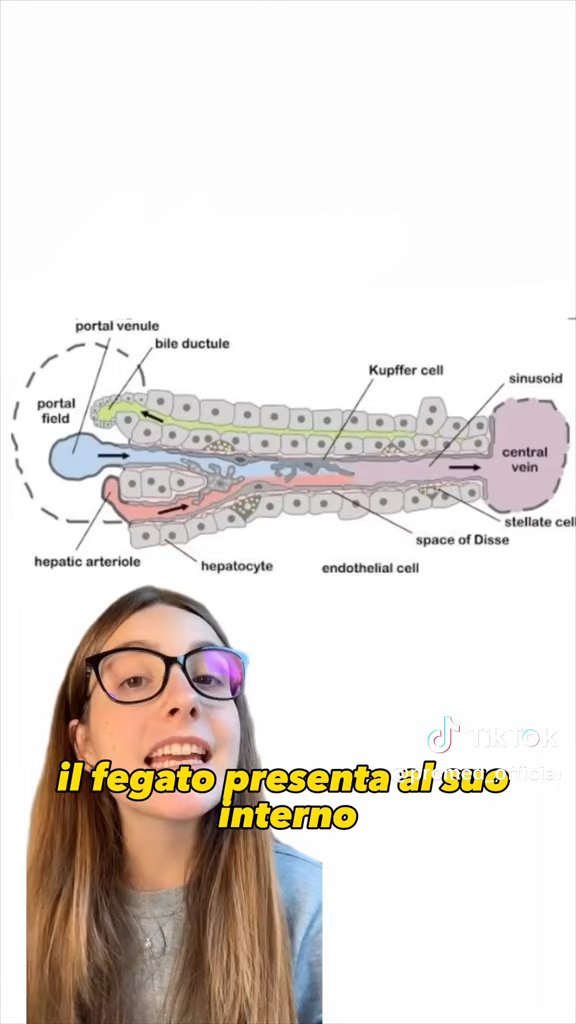 portal venule
bile ductule
Kupffer cell
sinusoid
portal
field
central
vein
stellate cell
space of Disse
hepatic arteriole
hepatocyte
endothelial cell
TikTok
@promed_official
il fegato presenta al suo
interno